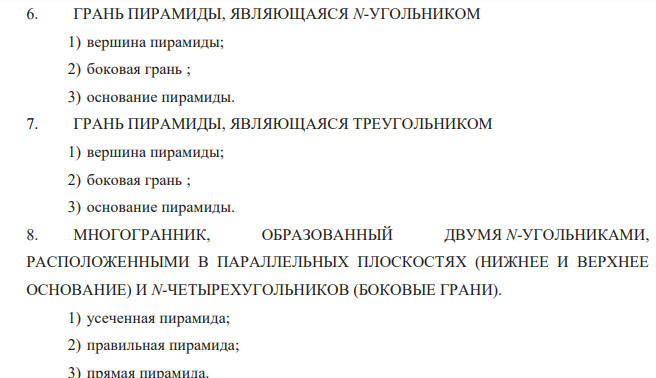 6. ГРАНЬ ПИРАМИДЫ, ЯВЛЯЮЩАЯСЯ N-УГОЛЬНИКОМ
1) вершина пирамиды;
2) боковая грань ;
3) основание пирамиды.
7. ГРАНЬ ПИРАМИДЫ, ЯВЛЯЮЩАЯСЯ ТРЕУГОЛЬНИКОМ
1) вершина пирамиды;
2) боковая грань ;
3) основание пирамиды.
8. МНОГОГРАННИК, ОБРАЗОВАННЫЙ ДВУМЯ N-УГОЛЬНИКАМИ,
РАСПОЛОЖЕННЫМИ В ПАРАЛЛЕЛЬНЫХ ПЛОСКОСТЯХ (НИЖНЕЕ И ВЕРХНЕЕ
ОСНОВАНИЕ) И N-ЧЕТЫРЕХУГОЛЬНИКОВ (БОКОВЫЕ ГРАНИ).
1) усеченная пирамида;
2) правильная пирамида;
3) прямая пирамида.